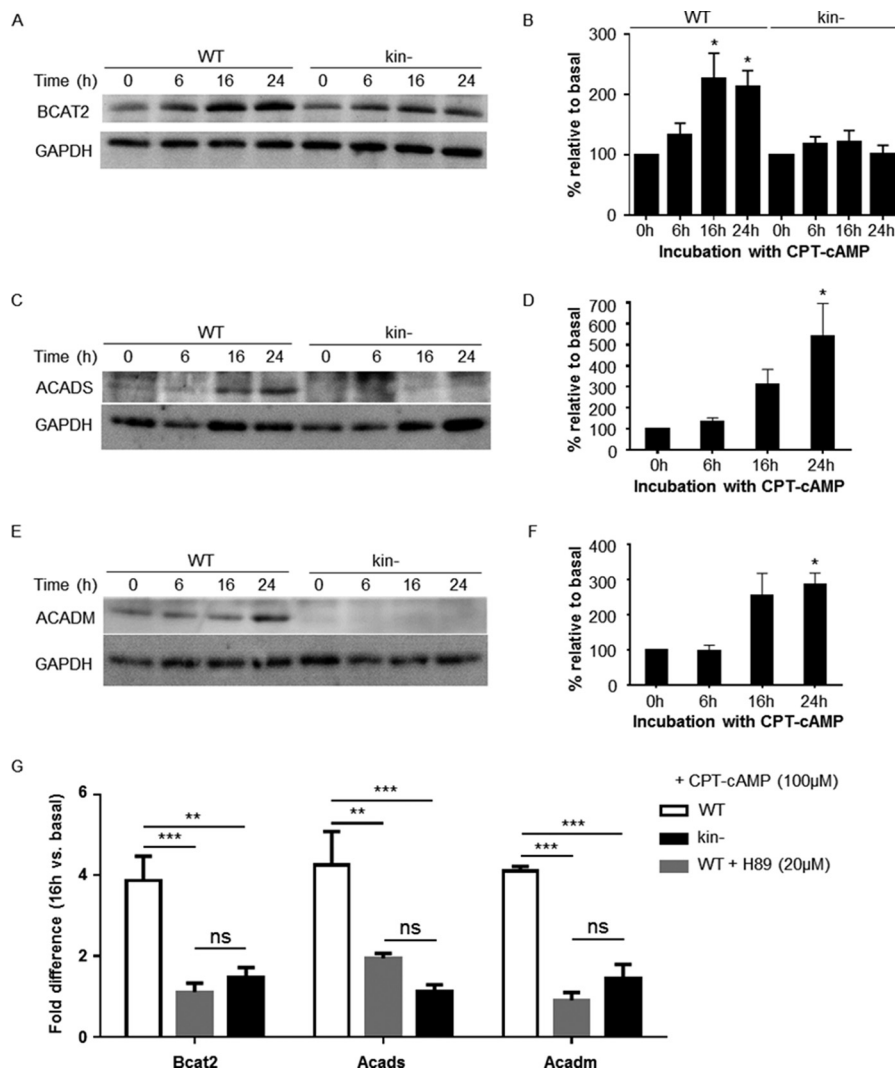 A
WT
kin-
Time (h)
0
6
16
24
0
6
16
24
BCAT2
GAPDH
B
WT
kin-
300
200
100
0
% relative to basal
*
*
0h
6h
16h
24h
0h
6h
16h
24h
Incubation with CPT-cAMP
C
WT
kin-
Time (h)
0
6
16
24
0
6
16
24
ACADS
GAPDH
D
700
600
500
400
300
200
100
0
% relative to basal
*
0h
6h
16h
24h
Incubation with CPT-cAMP
E
WT
kin-
Time (h)
0
6
16
24
0
6
16
24
ACADM
GAPDH
F
400
300
200
100
0
% relative to basal
*
0h
6h
16h
24h
Incubation with CPT-cAMP
G
6
4
2
0
Fold difference (16h vs. basal)
**
***
ns
***
**
ns
***
***
ns
Bcat2
Acads
Acadm
+ CPT-cAMP (100µM)
WT
kin-
WT + H89 (20µM)